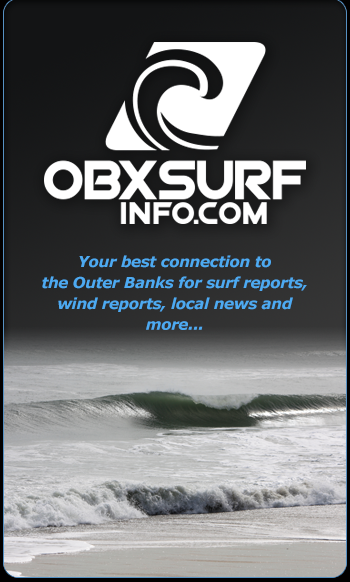 OBXSURF
INFO.COM
Your best connection to
the Outer Banks for surf reports,
wind reports, local news and
more...